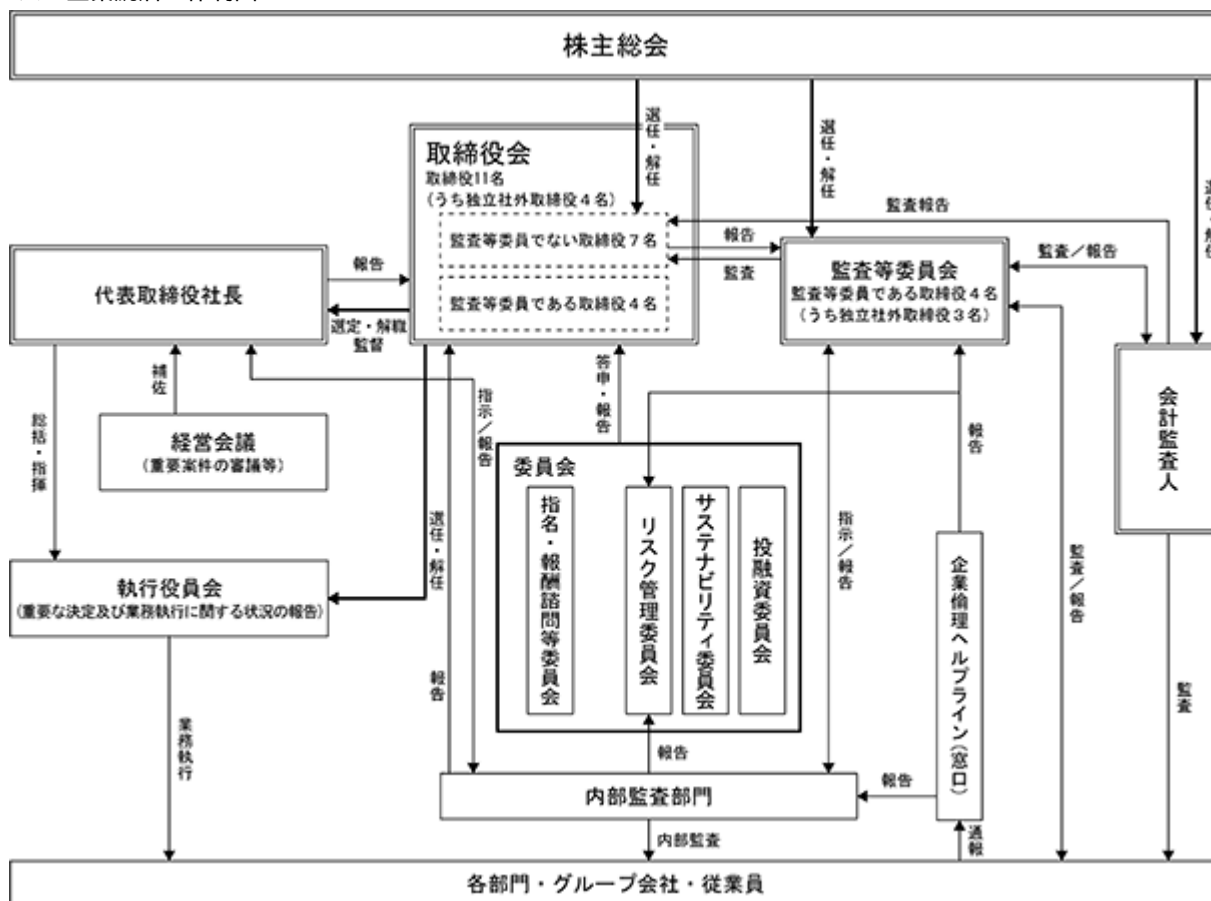 株主総会
選任・解任
選任・解任
選任・解任
取締役会
取締役11名
(うち独立社外取締役4名)
監査等委員でない取締役7名
監査等委員である取締役4名
監査報告
報告
監査
監査等委員会
監査等委員である取締役4名
(うち独立社外取締役3名)
監査/報告
代表取締役社長
報告
選定・解職
監督
補佐
総括・指揮
経営会議
(重要案件の審議等)
指示/報告
答申・報告
報告
会計監査人
委員会
指名・報酬諮問等委員会
リスク管理委員会
サステナビリティ委員会
投融資委員会
選任・解任
指示/報告
企業倫理ヘルプライン(窓口)
監査/報告
執行役員会
(重要な決定及び業務執行に関する状況の報告)
報告
業務執行
監査
報告
内部監査部門
報告
内部監査
通報
各部門・グループ会社・従業員